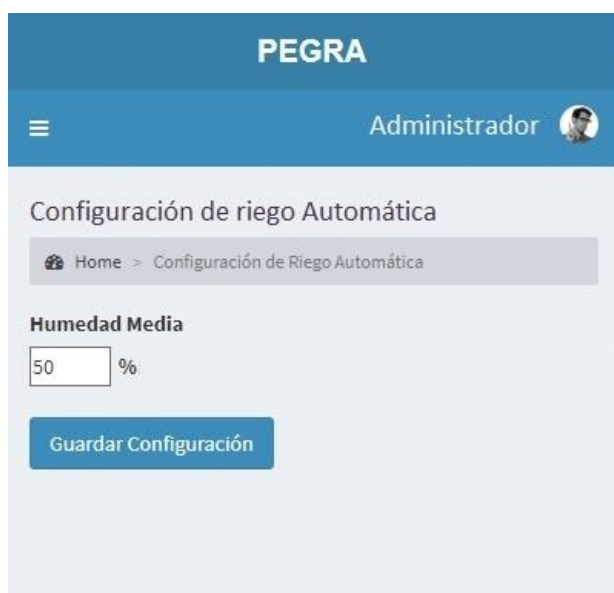 PEGRA
Administrador
Configuración de riego Automática
Home > Configuración de Riego Automática
Humedad Media
50 %
Guardar Configuración